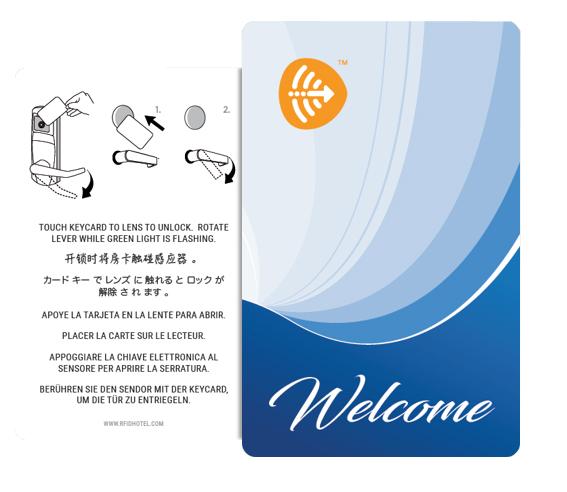 1.
2.
TOUCH KEYCARD TO LENS TO UNLOCK. ROTATE
LEVER WHILE GREEN LIGHT IS FLASHING.
开锁时将房卡触碰感应器 。
カード キー で レンズ に 触れる と ロック が
解除 さ れ ます 。
APOYE LA TARJETA EN LA LENTE PARA ABRIR.
PLACER LA CARTE SUR LE LECTEUR.
APPOGGIARE LA CHIAVE ELETTRONICA AL
SENSORE PER APRIRE LA SERRATURA.
BERÜHREN SIE DEN SENDOR MIT DER KEYCARD,
UM DIE TÜR ZU ENTRIEGELN.
WWW.RFIDHOTEL.COM
TM
Welcome